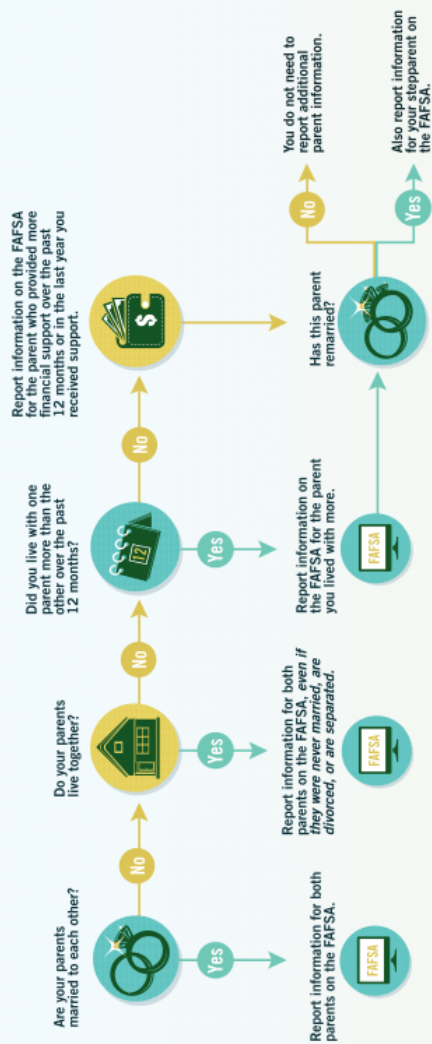 Are your parents
married to each other?
No
Yes
Report information for both
parents on the FAFSA.
FAFSA
Do your parents
live together?
No
Yes
Report information for both
parents on the FAFSA, even if
they were never married, are
divorced, or are separated.
FAFSA
Did you live with one
parent more than the
other over the past
12 months?
12
No
Yes
Report information on
the FAFSA for the parent
you lived with more.
FAFSA
Report information on the FAFSA
for the parent who provided more
financial support over the past
12 months or in the last year you
received support.
$
Has this parent
remarried?
No
You do not need to
report additional
parent information.
Yes
Also report information
for your stepparent on
the FAFSA.